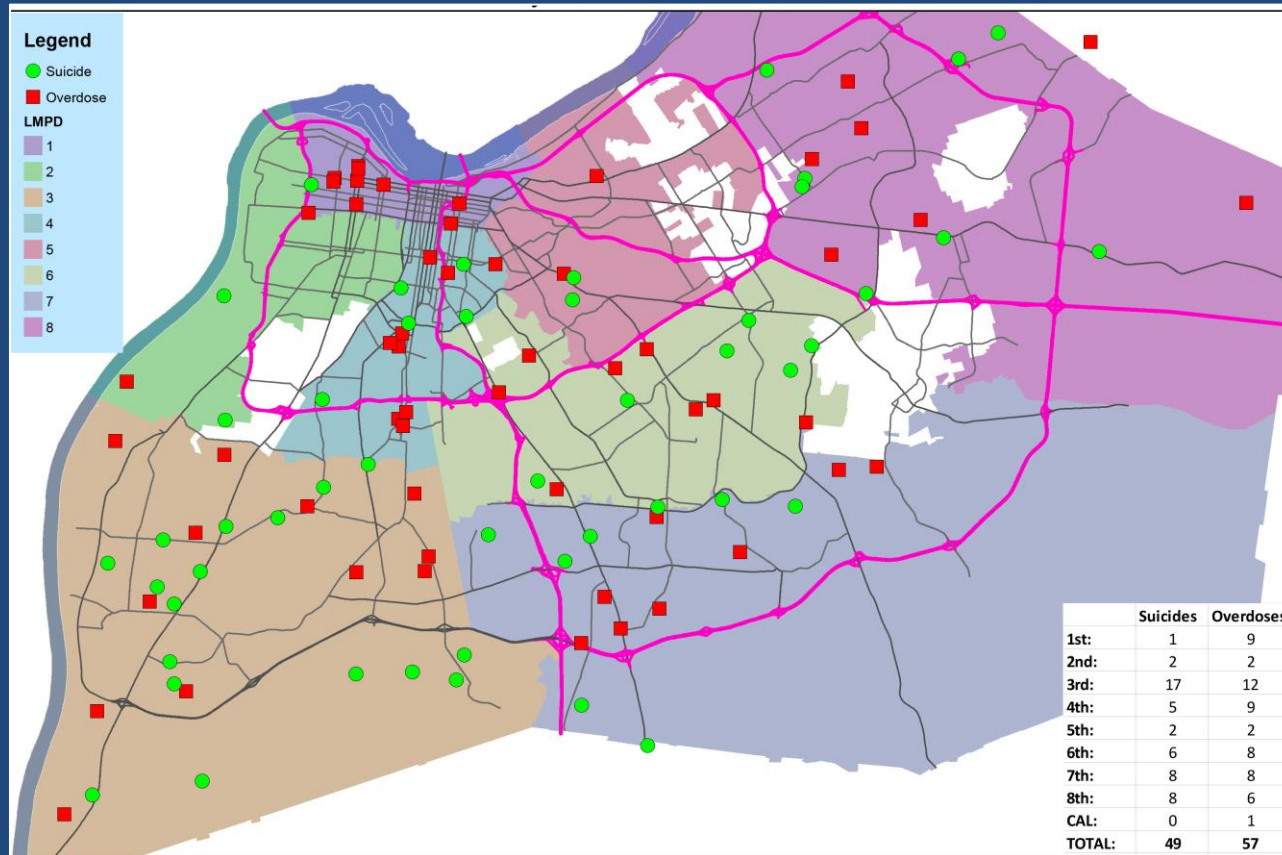 Legend
Suicide
Overdose
LMPD
1
2
3
4
5
6
7
8
Suicides Overdoses
1st: 1 9
2nd: 2 2
3rd: 17 12
4th: 5 9
5th: 2 2
6th: 6 8
7th: 8 8
8th: 8 6
CAL: 0 1
TOTAL: 49 57